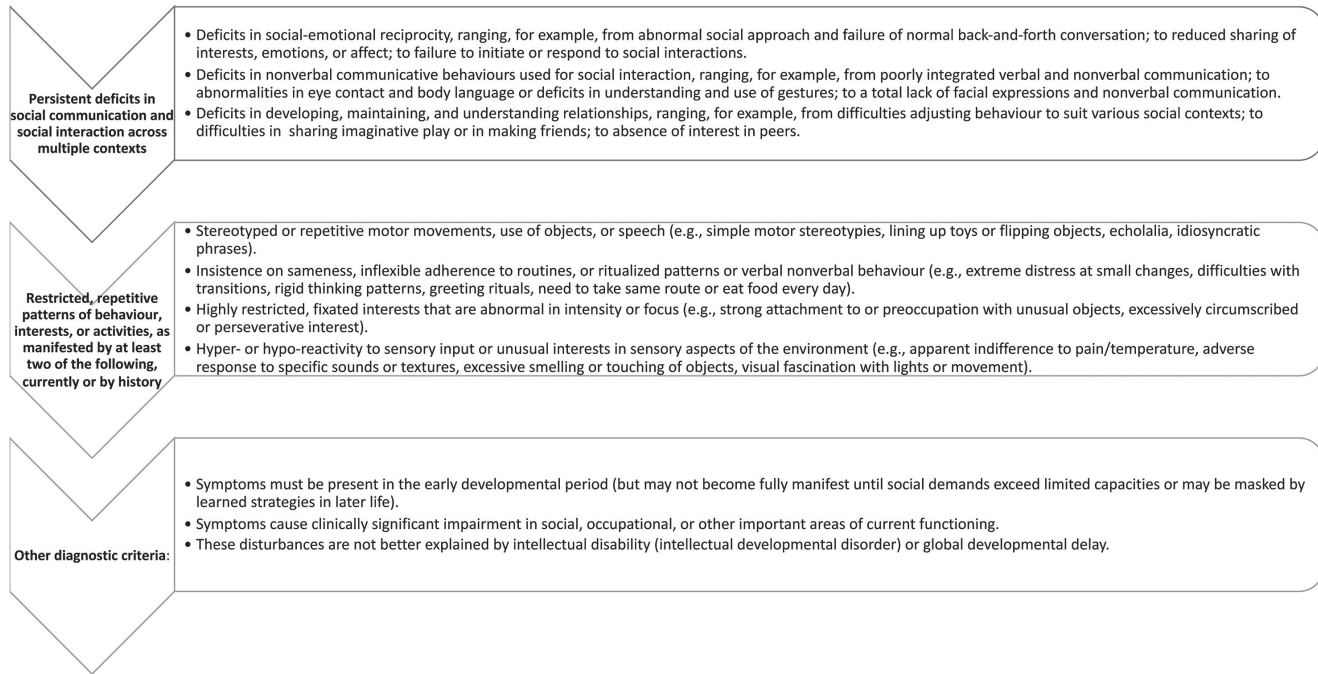 Persistent deficits in
social communication and
social interaction across
multiple contexts
• Deficits in social-emotional reciprocity, ranging, for example, from abnormal social approach and failure of normal back-and-forth conversation; to reduced sharing of
interests, emotions, or affect; to failure to initiate or respond to social interactions.
• Deficits in nonverbal communicative behaviours used for social interaction, ranging, for example, from poorly integrated verbal and nonverbal communication; to
abnormalities in eye contact and body language or deficits in understanding and use of gestures; to a total lack of facial expressions and nonverbal communication.
• Deficits in developing, maintaining, and understanding relationships, ranging, for example, from difficulties adjusting behaviour to suit various social contexts; to
difficulties in  sharing imaginative play or in making friends; to absence of interest in peers.
Restricted, repetitive
patterns of behaviour,
interests, or activities, as
manifested by at least
two of the following,
currently or by history
• Stereotyped or repetitive motor movements, use of objects, or speech (e.g., simple motor stereotypies, lining up toys or flipping objects, echolalia, idiosyncratic
phrases).
• Insistence on sameness, inflexible adherence to routines, or ritualized patterns or verbal nonverbal behaviour (e.g., extreme distress at small changes, difficulties with
transitions, rigid thinking patterns, greeting rituals, need to take same route or eat food every day).
• Highly restricted, fixated interests that are abnormal in intensity or focus (e.g., strong attachment to or preoccupation with unusual objects, excessively circumscribed
or perseverative interest).
• Hyper- or hypo-reactivity to sensory input or unusual interests in sensory aspects of the environment (e.g., apparent indifference to pain/temperature, adverse
response to specific sounds or textures, excessive smelling or touching of objects, visual fascination with lights or movement).
Other diagnostic criteria:
• Symptoms must be present in the early developmental period (but may not become fully manifest until social demands exceed limited capacities or may be masked by
learned strategies in later life).
• Symptoms cause clinically significant impairment in social, occupational, or other important areas of current functioning.
• These disturbances are not better explained by intellectual disability (intellectual developmental disorder) or global developmental delay.